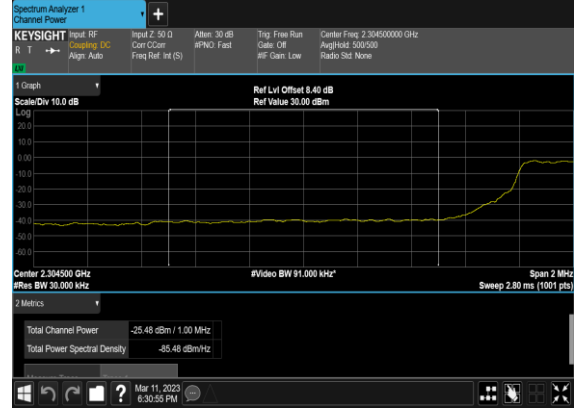 Spectrum Analyzer 1
Channel Power
+
KEYSIGHT
R T
Input: RF
Coupling: DC
Align: Auto
Input Z: 50 Ω
Corr CCorr
Freq Ref: Int (S)
Atten: 30 dB
#PNO: Fast
Trig: Free Run
Gate: Off
#IF Gain: Low
Center Freq: 2.304500000 GHz
Avg|Hold: 500/500
Radio Std: None
1 Graph
Scale/Div 10.0 dB
Ref Lvl Offset 8.40 dB
Ref Value 30.00 dBm
Log
20.0
10.0
0.00
-10.0
-20.0
-30.0
-40.0
-50.0
-60.0
Center 2.304500 GHz
#Res BW 30.000 kHz
#Video BW 91.000 kHz*
Span 2 MHz
Sweep 2.80 ms (1001 pts)
2 Metrics
Total Channel Power -25.48 dBm / 1.00 MHz
Total Power Spectral Density -85.48 dBm/Hz
?
Mar 11, 2023
6:30:55 PM